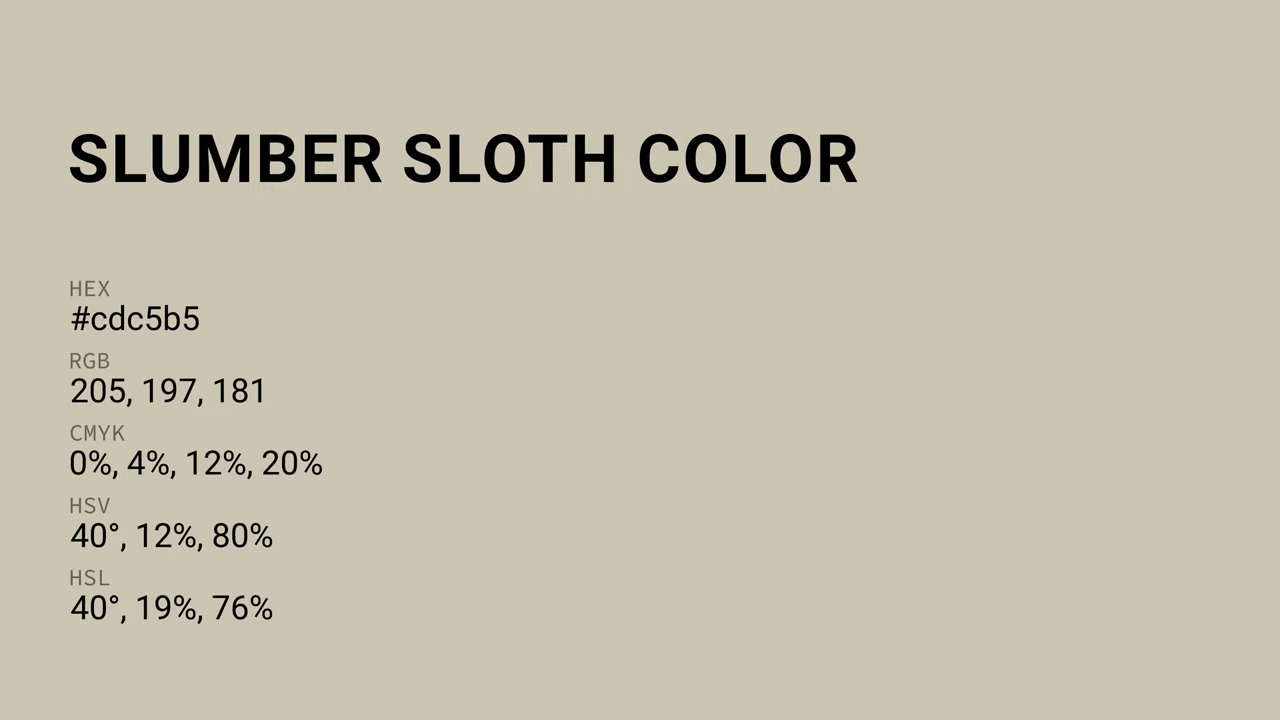 SLUMBER SLOTH COLOR
HEX
#cdc5b5
RGB
205, 197, 181
CMYK
0%, 4%, 12%, 20%
HSV
40°, 12%, 80%
HSL
40°, 19%, 76%